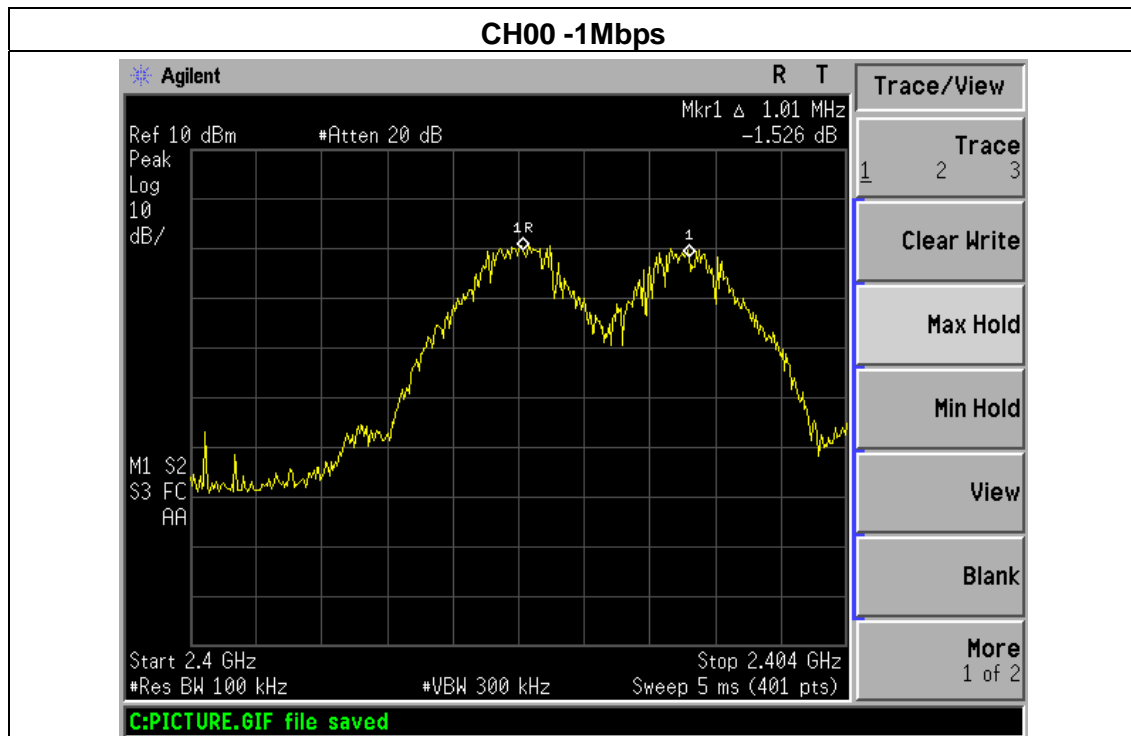 CH00 -1Mbps
Agilent R T
Mkr1 Δ 1.01 MHz
Ref 10 dBm #Atten 20 dB -1.526 dB
Peak
Log
10
dB/
1R
1
M1 S2
S3 FC
AA
Start 2.4 GHz Stop 2.404 GHz
#Res BW 100 kHz #VBW 300 kHz Sweep 5 ms (401 pts)
C:PICTURE.GIF file saved
Trace/View
Trace
1 2 3
Clear Write
Max Hold
Min Hold
View
Blank
More
1 of 2